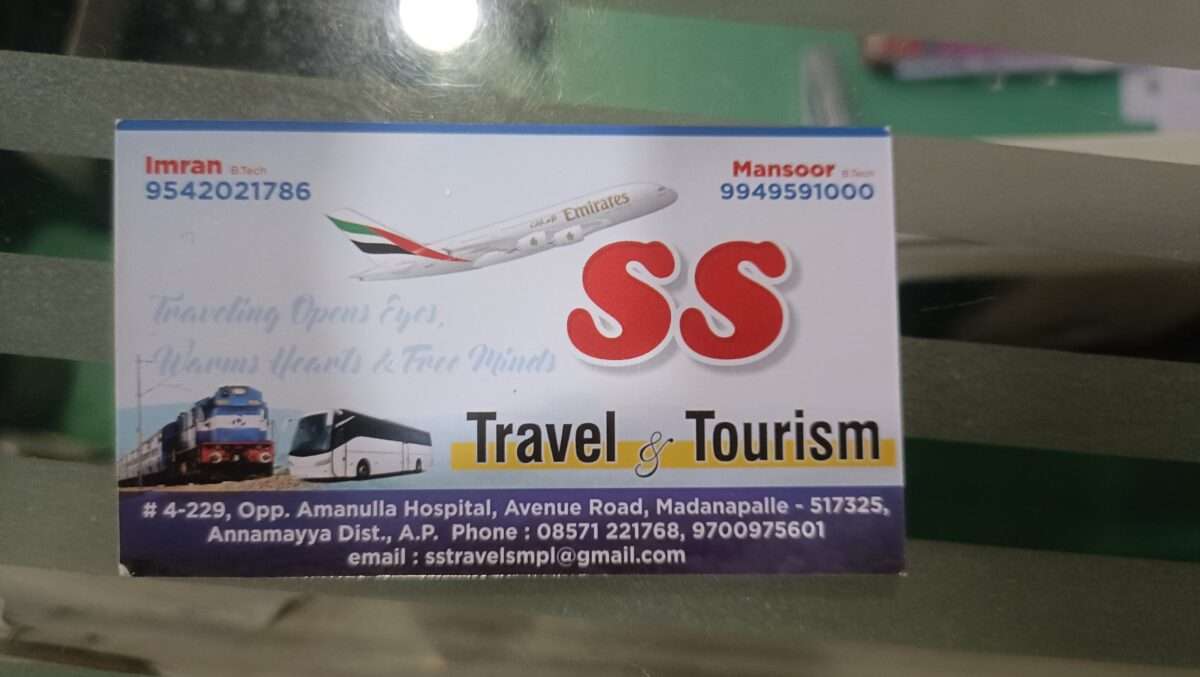 Imran B.Tech
9542021786
Mansoor B.Tech
9949591000
Emirates
SS
Traveling Opens Eyes,
Warms Hearts & Free Minds
Travel & Tourism
# 4-229, Opp. Amanulla Hospital, Avenue Road, Madanapalle - 517325,
Annamayya Dist., A.P. Phone : 08571 221768, 9700975601
email : sstravelsmpl@gmail.com